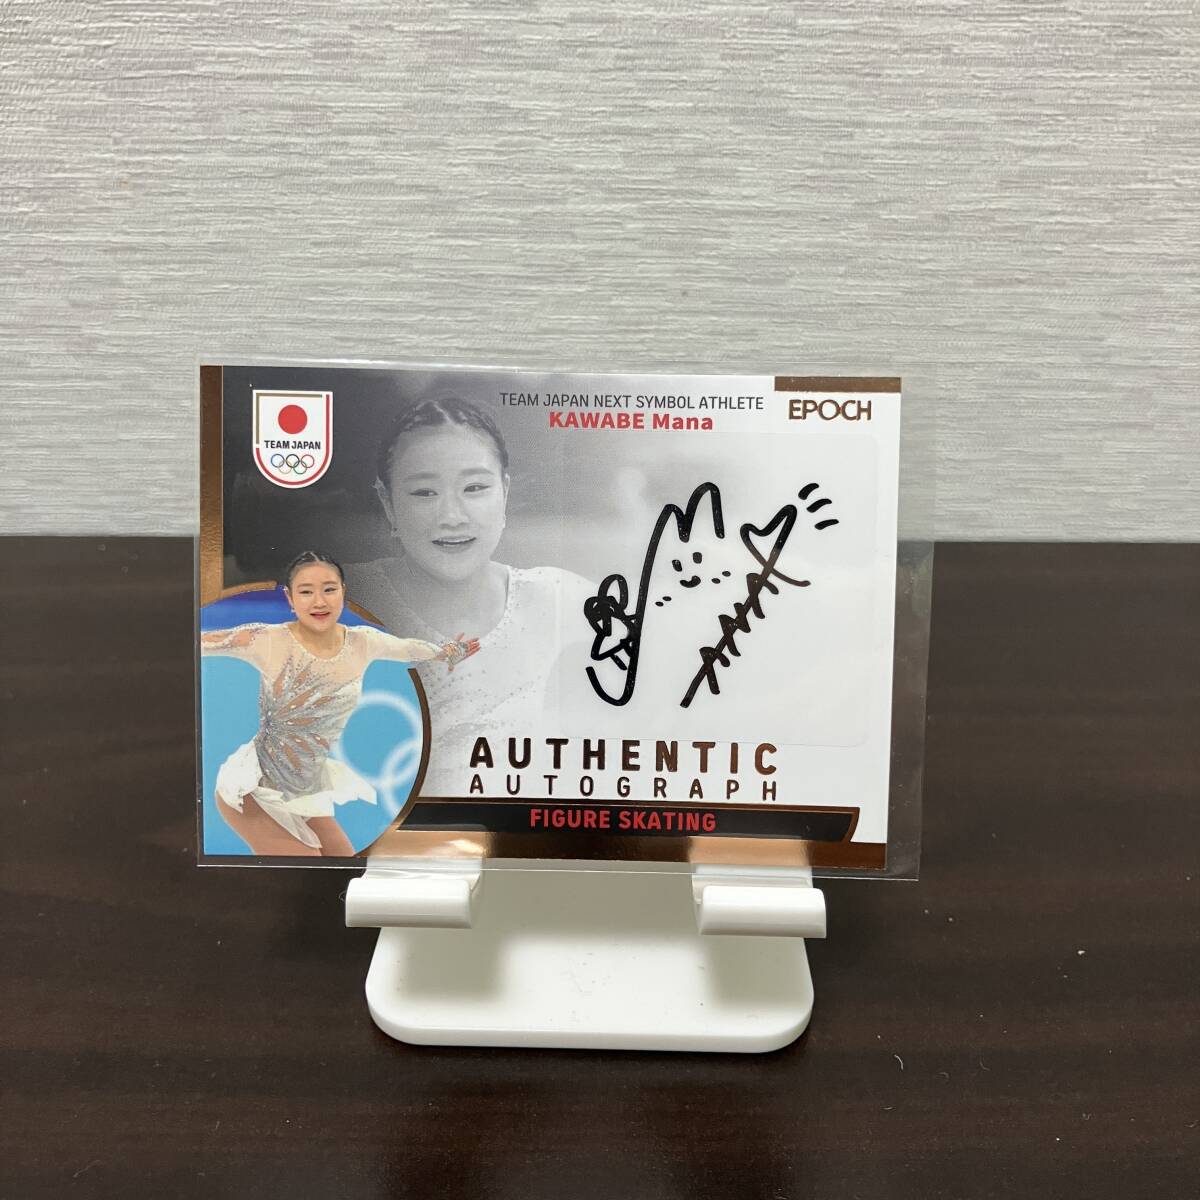 TEAM JAPAN
TEAM JAPAN NEXT SYMBOL ATHLETE
KAWABE Mana
EPOCH
AUTHENTIC
AUTOGRAPH
FIGURE SKATING